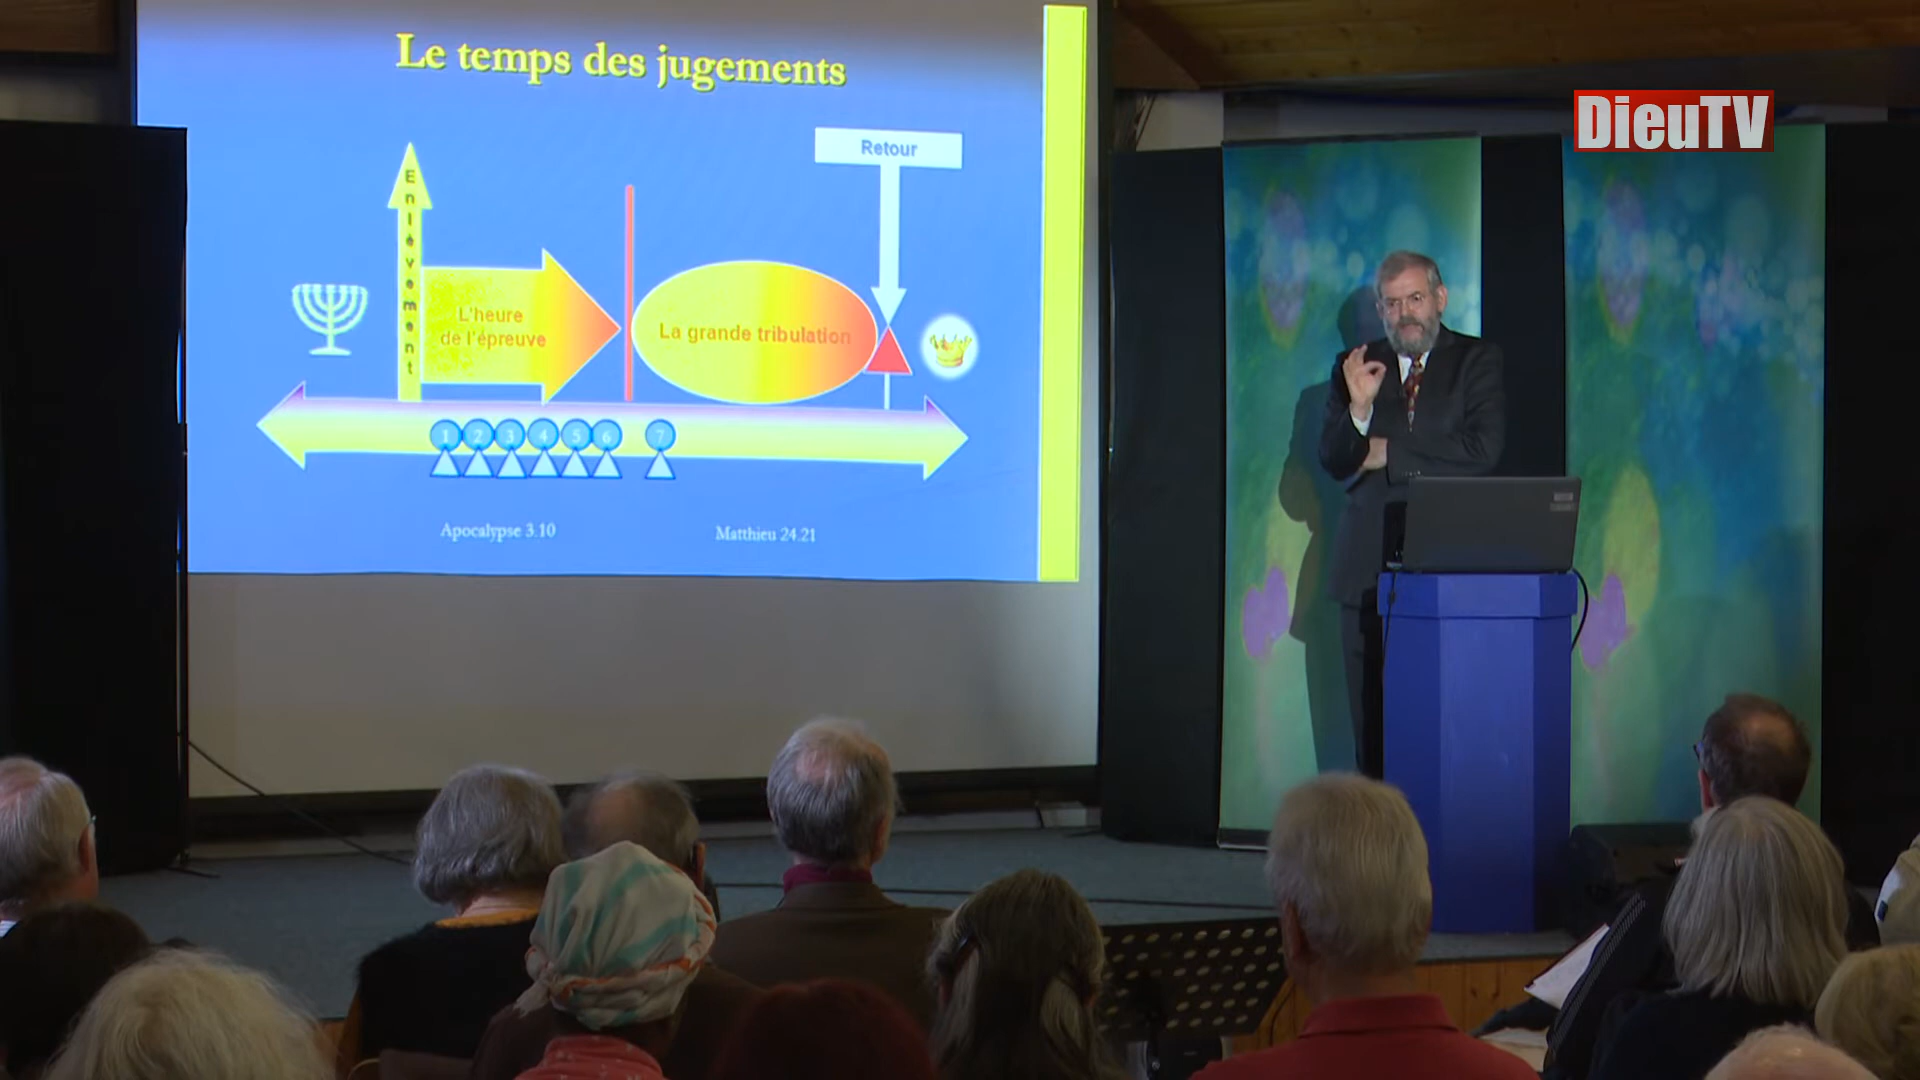 Le temps des jugements
DieuTV
Retour
Enlèvement
L'heure
de l'épreuve
La grande tribulation
1 2 3 4 5 6 7
Apocalypse 3.10
Matthieu 24.21